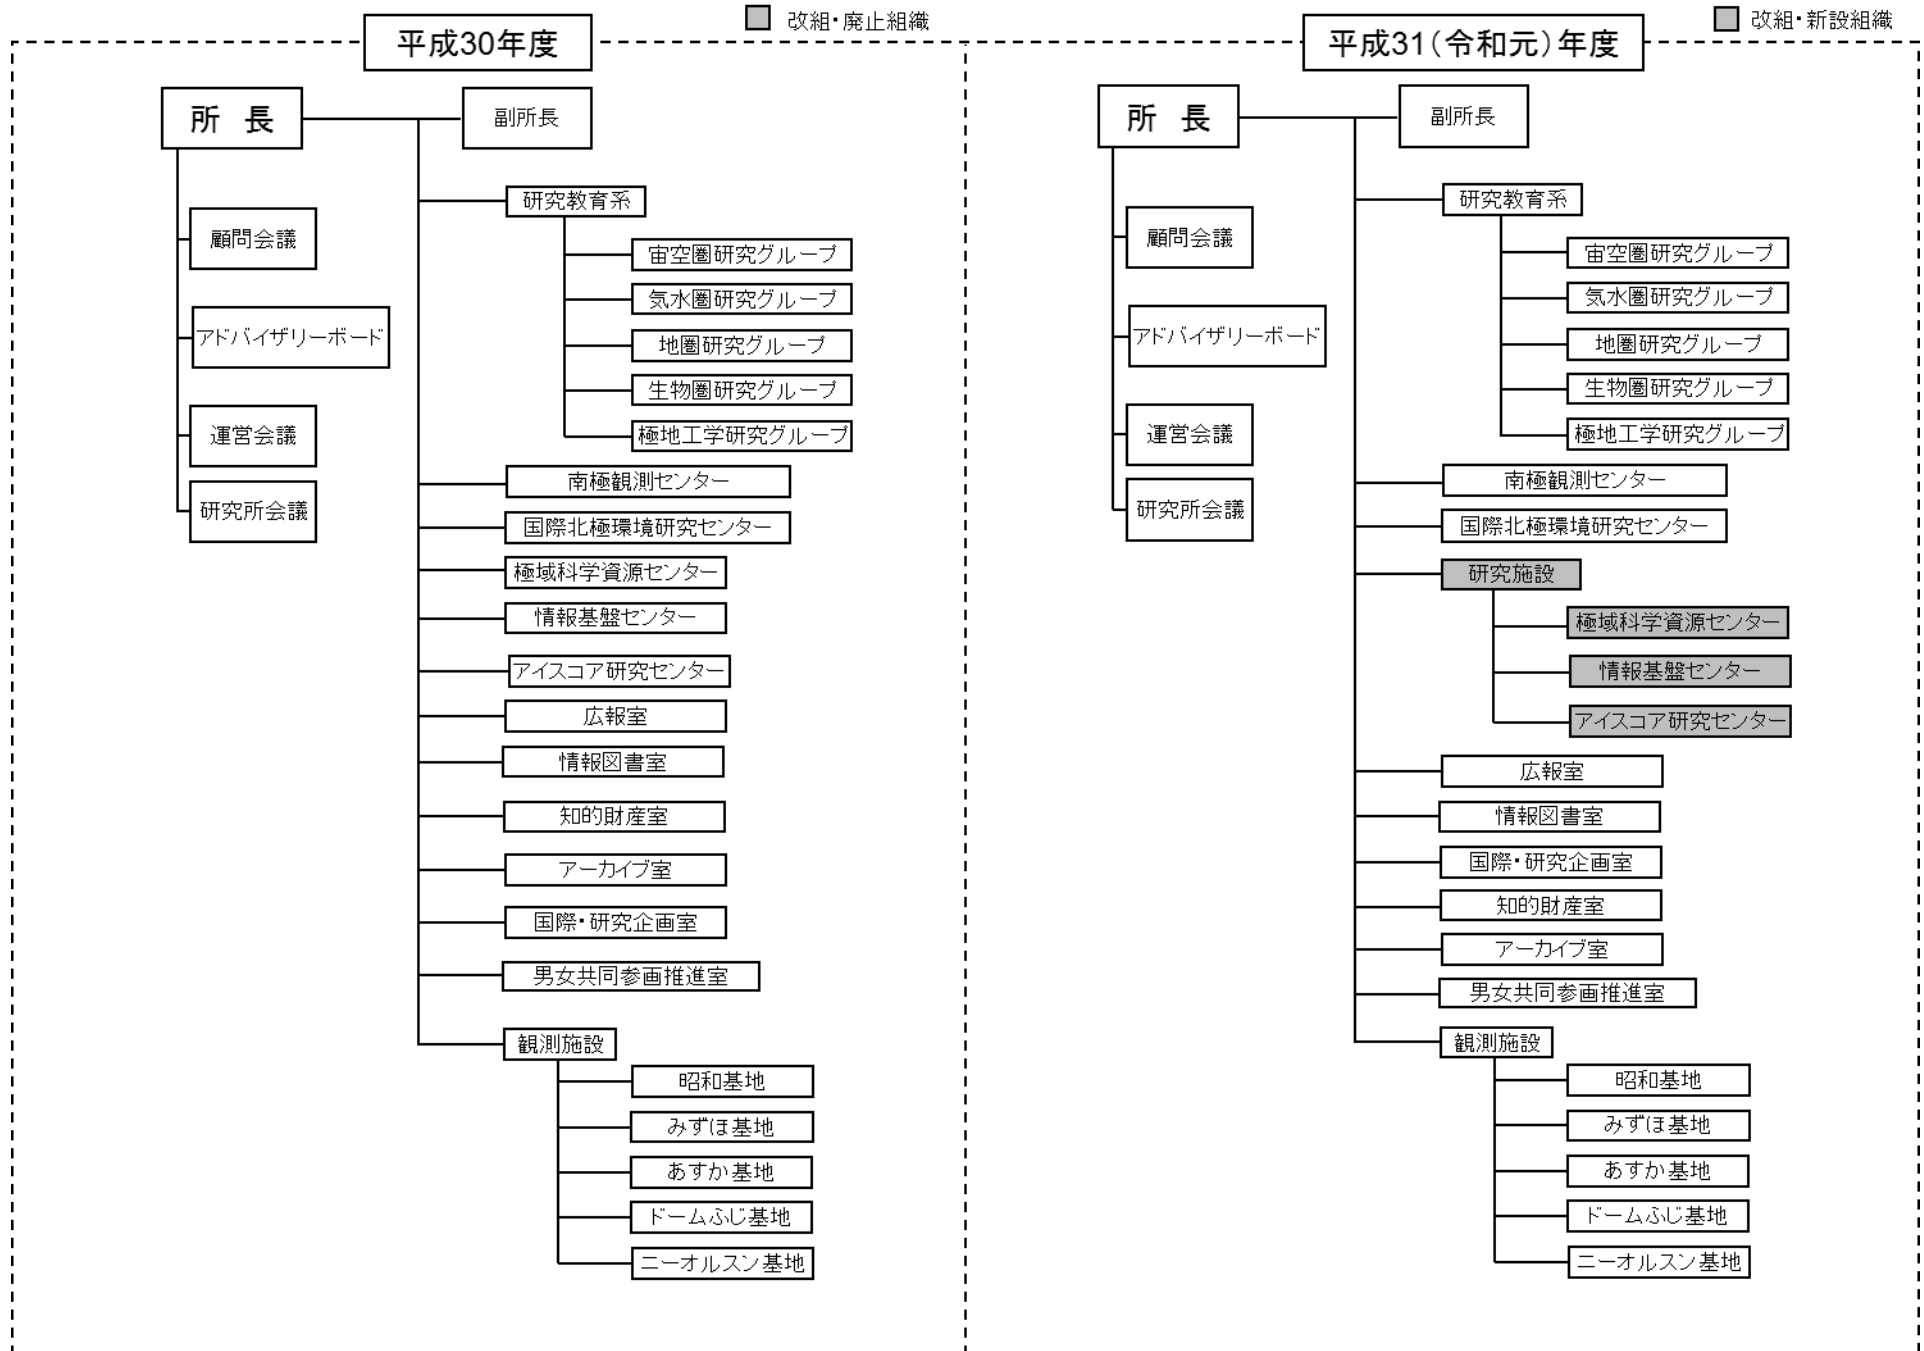 平成30年度
改組・廃止組織
所 長
副所長
顧問会議
アドバイザリーボード
運営会議
研究所会議
研究教育系
宙空圏研究グループ
気水圏研究グループ
地圏研究グループ
生物圏研究グループ
極地工学研究グループ
南極観測センター
国際北極環境研究センター
極域科学資源センター
情報基盤センター
アイスコア研究センター
広報室
情報図書室
知的財産室
アーカイブ室
国際・研究企画室
男女共同参画推進室
観測施設
昭和基地
みずほ基地
あすか基地
ドームふじ基地
ニーオルスン基地
平成31(令和元)年度
改組・新設組織
所 長
副所長
顧問会議
アドバイザリーボード
運営会議
研究所会議
研究教育系
宙空圏研究グループ
気水圏研究グループ
地圏研究グループ
生物圏研究グループ
極地工学研究グループ
南極観測センター
国際北極環境研究センター
研究施設
極域科学資源センター
情報基盤センター
アイスコア研究センター
広報室
情報図書室
国際・研究企画室
知的財産室
アーカイブ室
男女共同参画推進室
観測施設
昭和基地
みずほ基地
あすか基地
ドームふじ基地
ニーオルスン基地